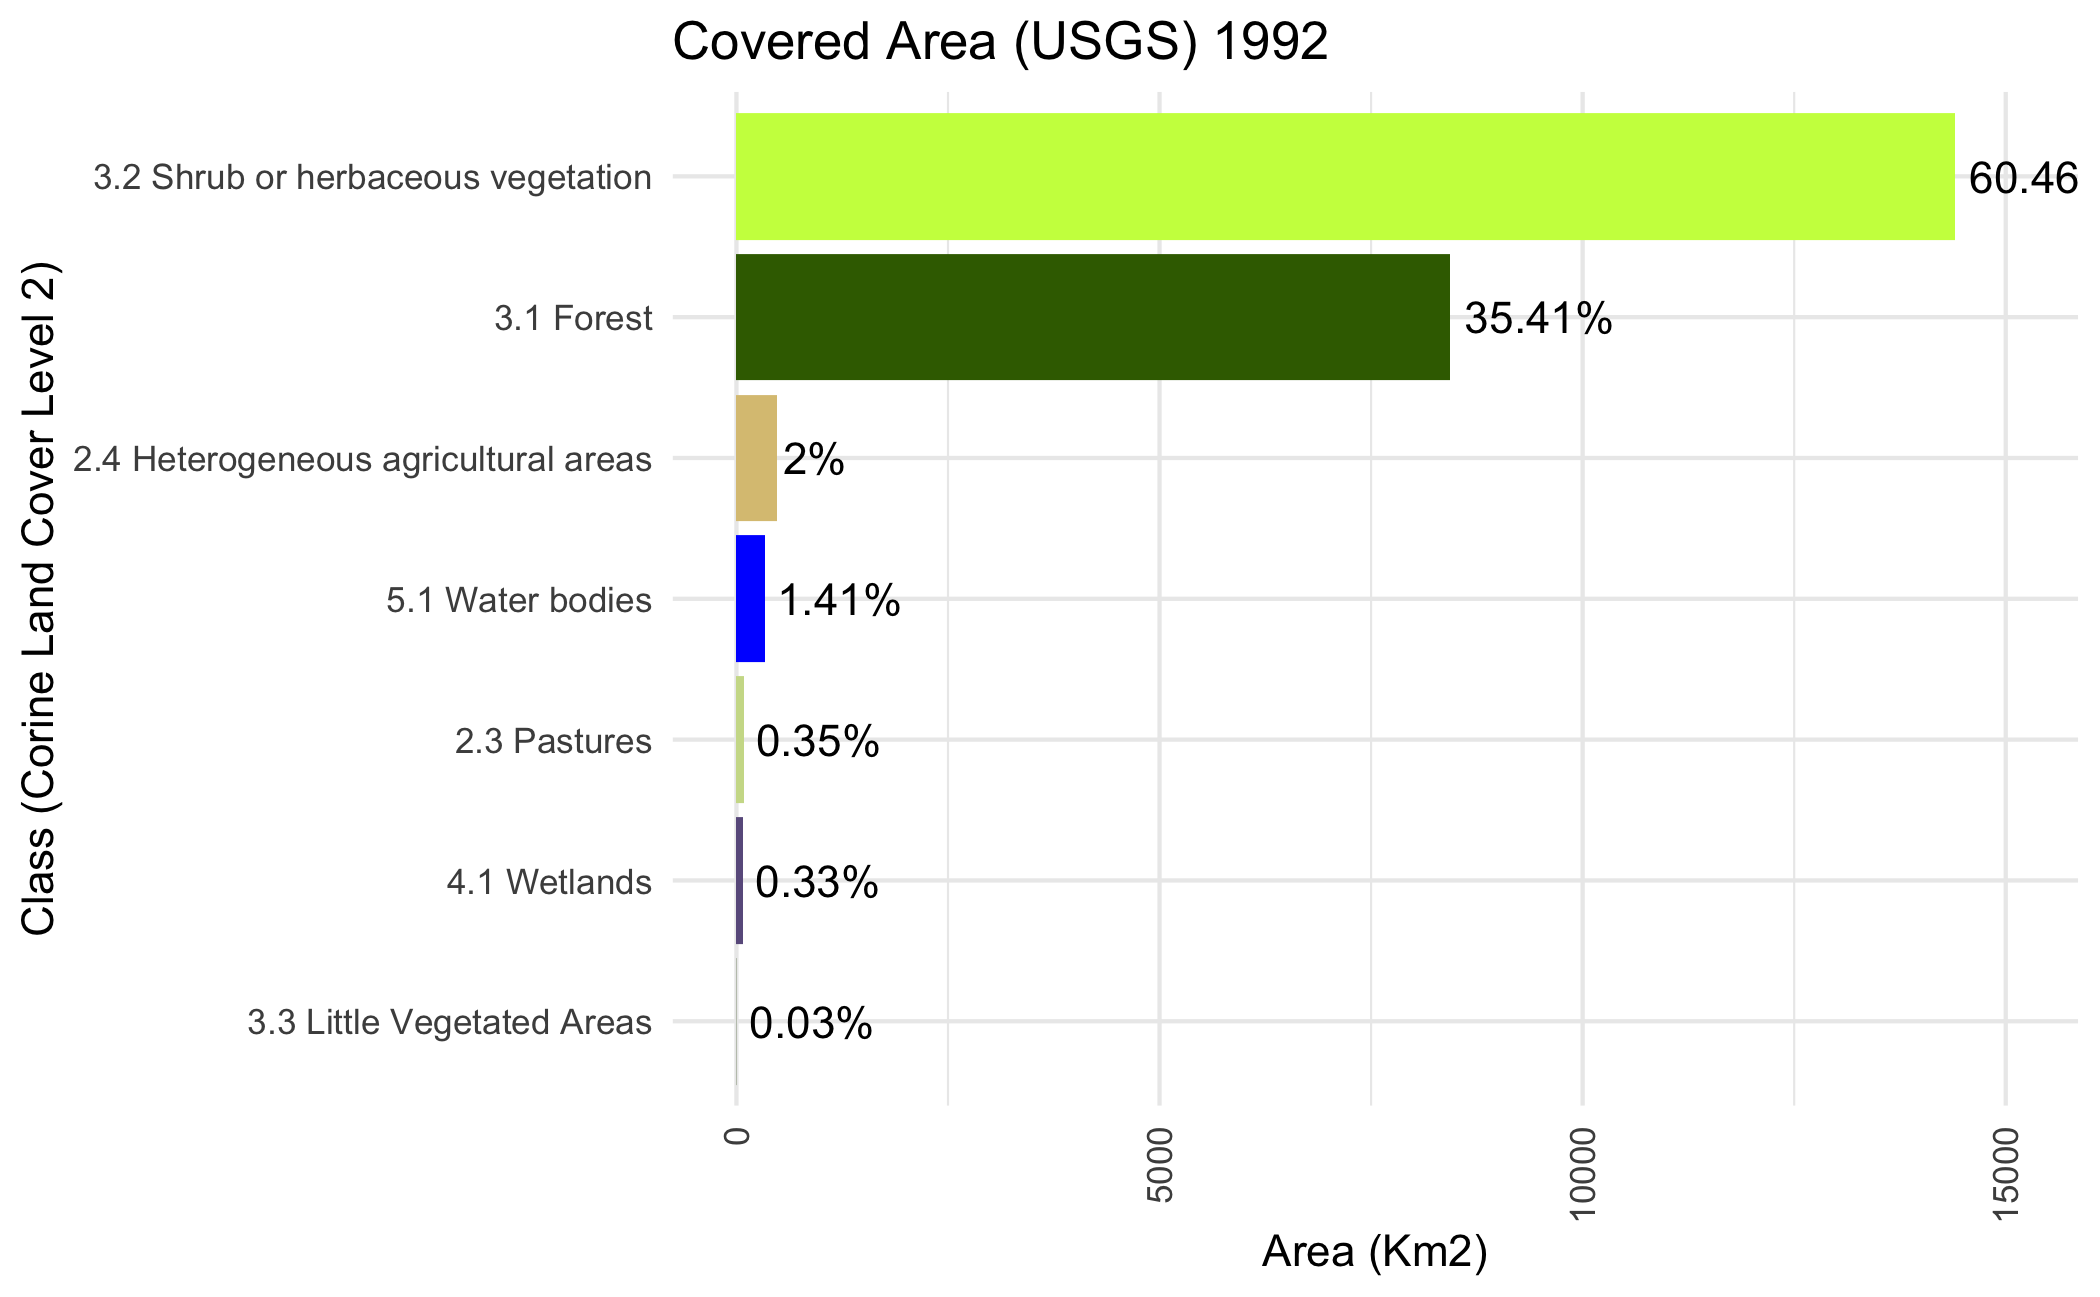 Covered Area (USGS) 1992
Class (Corine Land Cover Level 2)
3.2 Shrub or herbaceous vegetation
60.46
3.1 Forest
35.41%
2.4 Heterogeneous agricultural areas
2%
5.1 Water bodies
1.41%
2.3 Pastures
0.35%
4.1 Wetlands
0.33%
3.3 Little Vegetated Areas
0.03%
0
5000
10000
15000
Area (Km2)